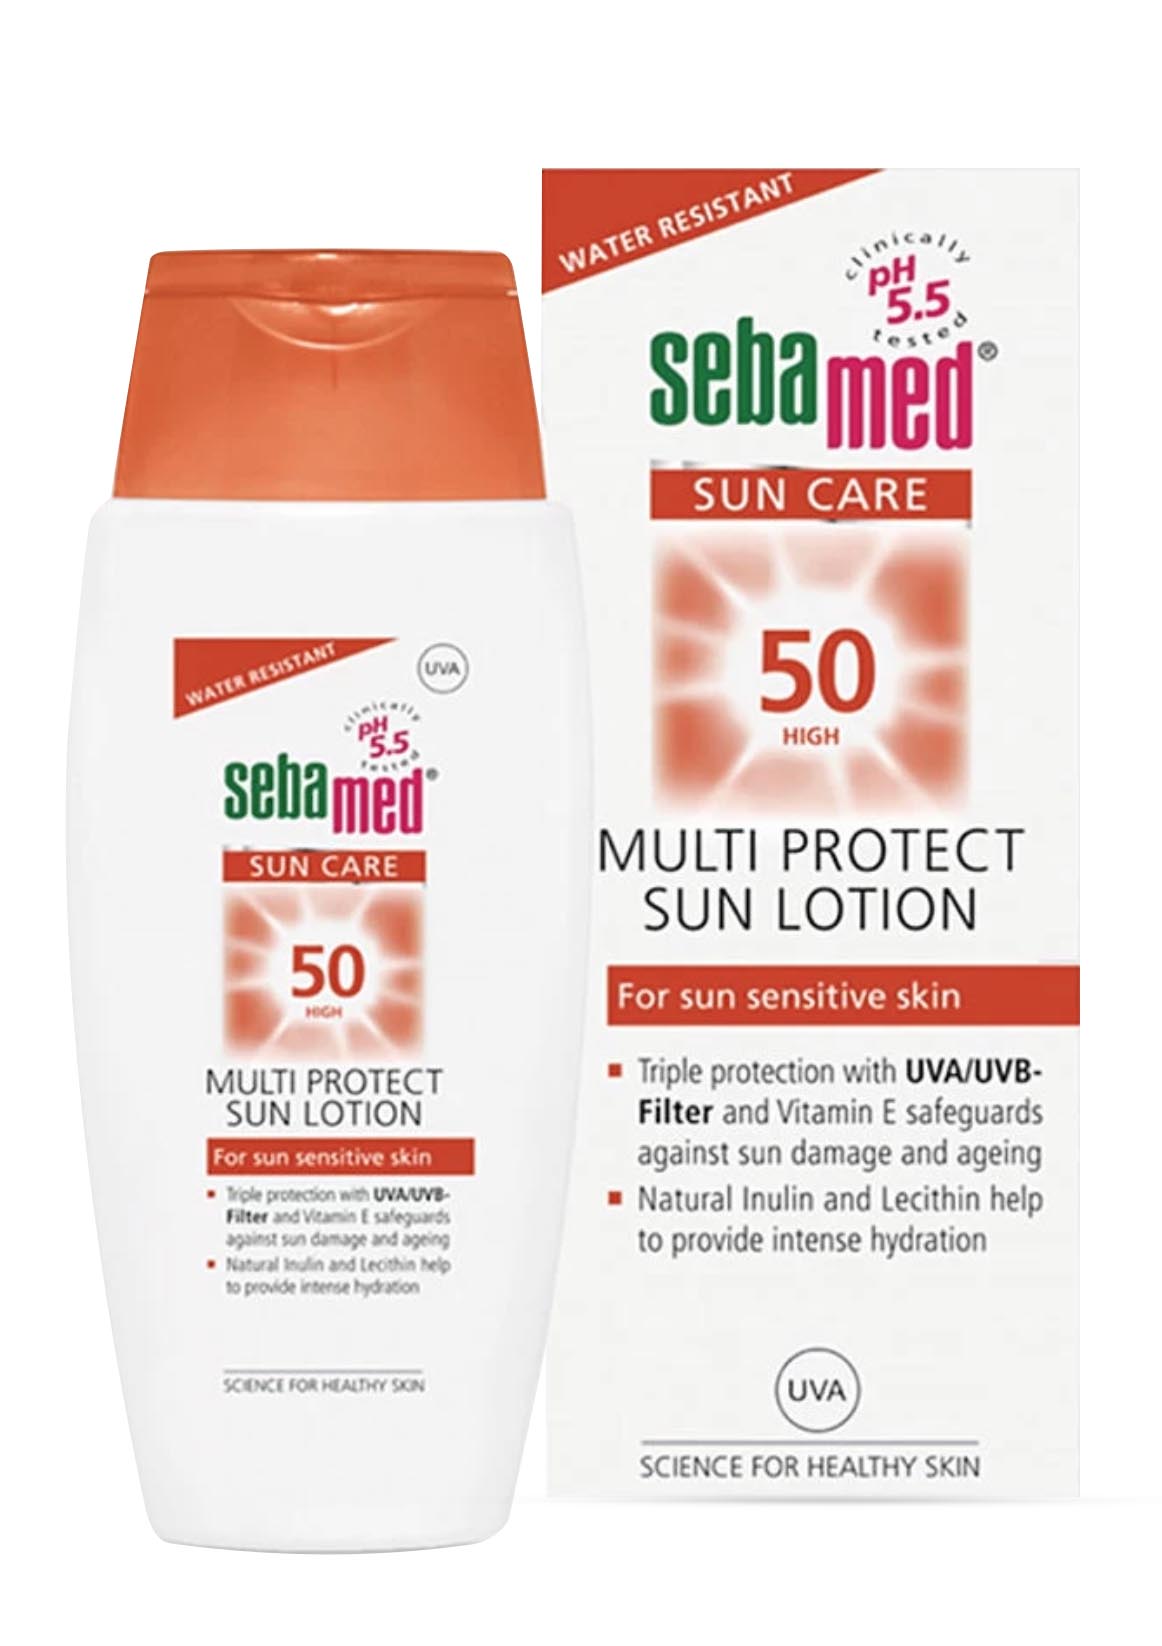 WATER RESISTANT
UVA
clinically
pH
5.5
tested
sebamed®
SUN CARE
50
HIGH
MULTI PROTECT
SUN LOTION
For sun sensitive skin
▪ Triple protection with UVA/UVB-
Filter and Vitamin E safeguards
against sun damage and ageing
▪ Natural Inulin and Lecithin help
to provide intense hydration
SCIENCE FOR HEALTHY SKIN
WATER RESISTANT
clinically
pH
5.5
tested
sebamed®
SUN CARE
50
HIGH
MULTI PROTECT
SUN LOTION
For sun sensitive skin
▪ Triple protection with UVA/UVB-
Filter and Vitamin E safeguards
against sun damage and ageing
▪ Natural Inulin and Lecithin help
to provide intense hydration
UVA
SCIENCE FOR HEALTHY SKIN